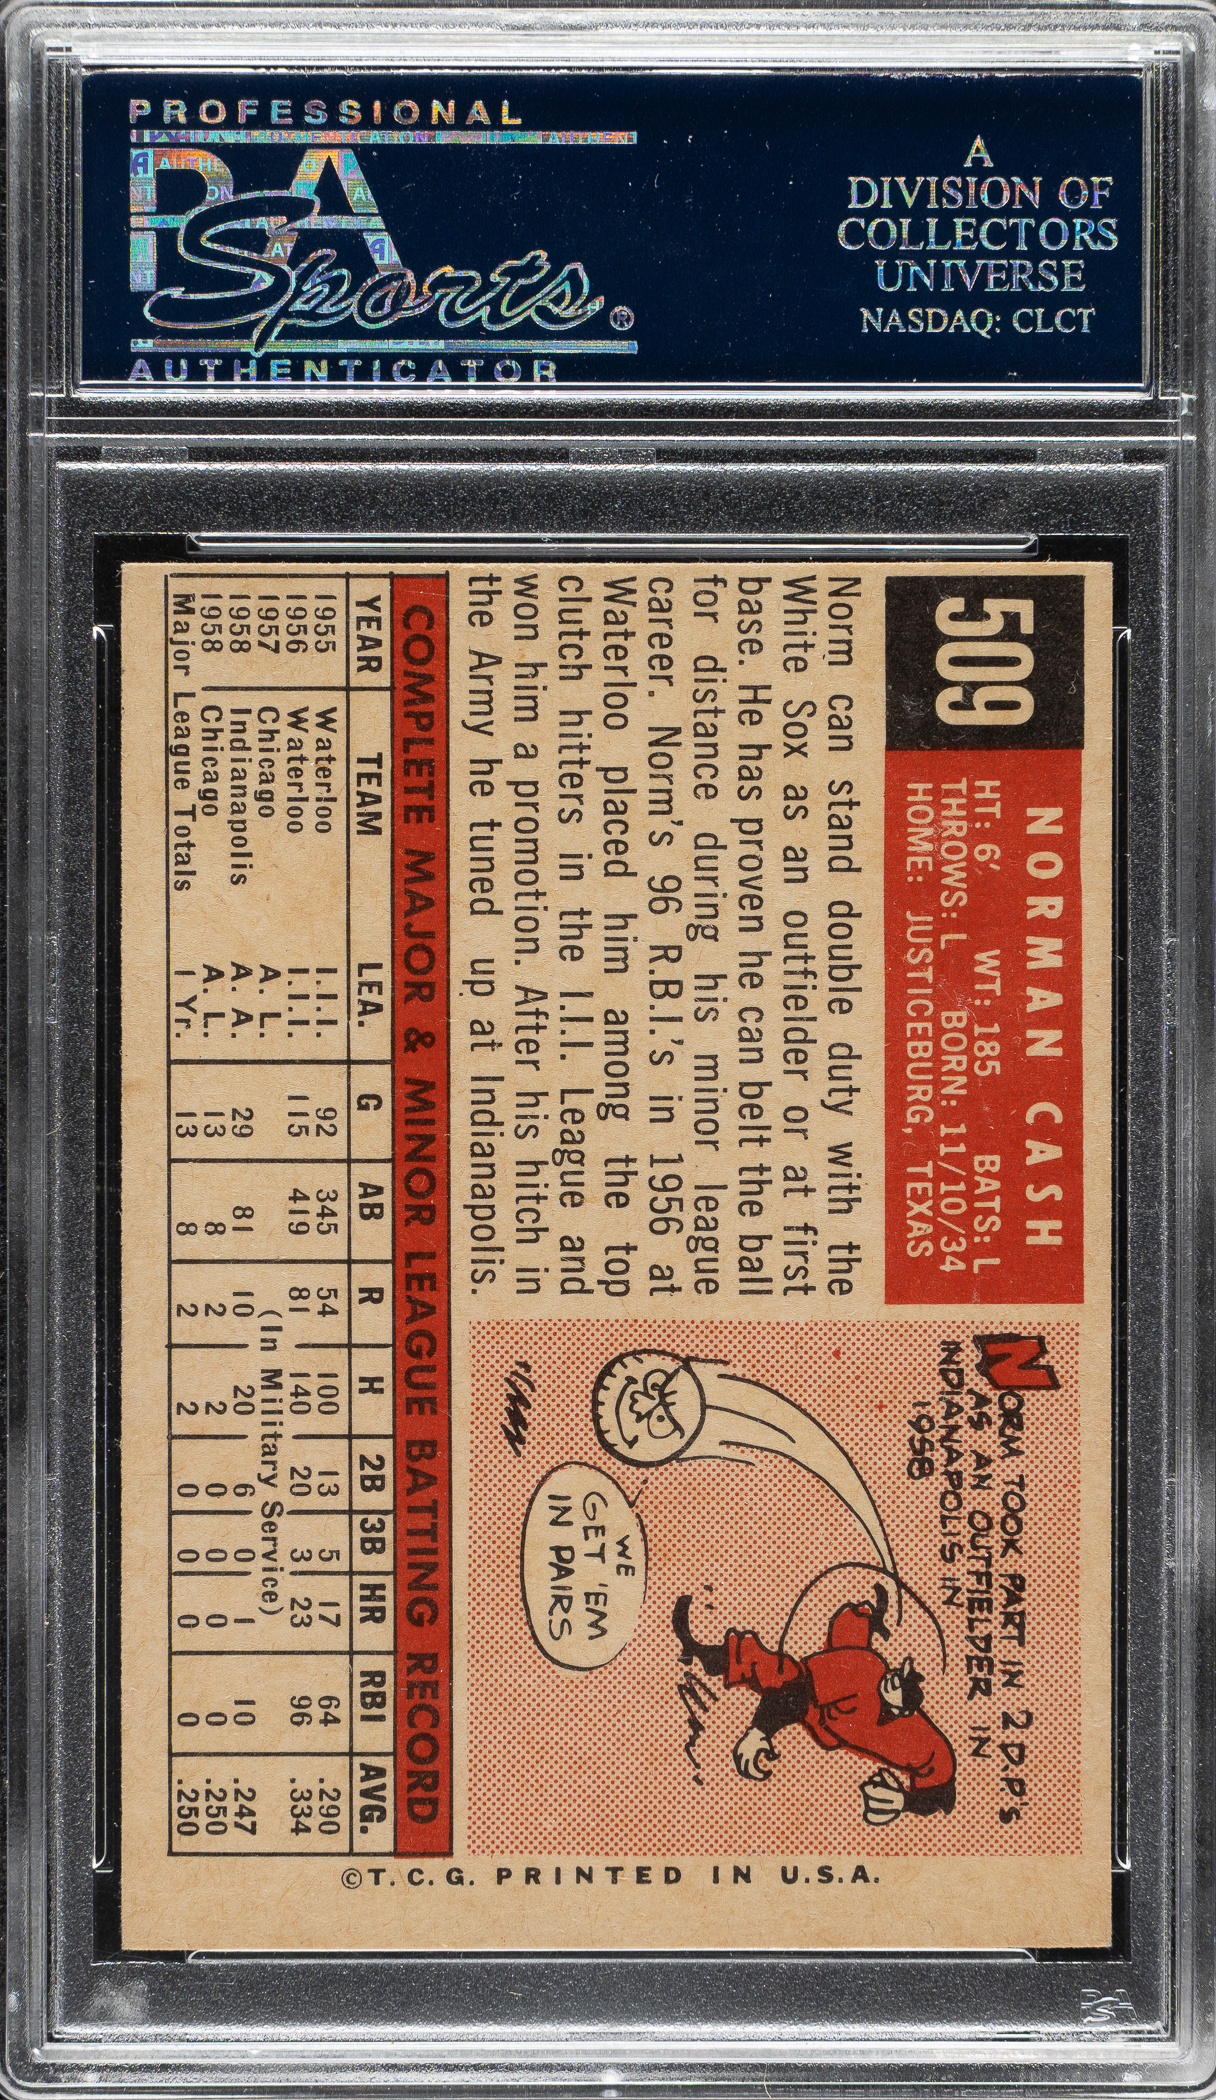 PROFESSIONAL
PSA
Sports®
AUTHENTICATOR
A
DIVISION OF
COLLECTORS
UNIVERSE
NASDAQ: CLCT
509
NORMAN CASH
HT: 6' WT: 185 BATS: L
THROWS: L BORN: 11/10/34
HOME: JUSTICEBURG, TEXAS
Norm can stand double duty with the
White Sox as an outfielder or at first
base. He has proven he can belt the ball
for distance during his minor league
career. Norm's 96 R.B.I.'s in 1956 at
Waterloo placed him among the top
clutch hitters in the I.I.I. League and
won him a promotion. After his hitch in
the Army he tuned up at Indianapolis.
NORM TOOK PART IN 2 D.P's
AS AN OUTFIELDER IN
INDIANAPOLIS IN
1958
WE
GET 'EM
IN PAIRS
COMPLETE MAJOR & MINOR LEAGUE BATTING RECORD
YEAR TEAM LEA. G AB R H 2B 3B HR RBI AVG.
1955 Waterloo I.I.I. 92 345 54 100 13 5 17 64 .290
1956 Waterloo I.I.I. 115 419 81 140 20 3 23 96 .334
1957 Chicago A. L. (In Military Service)
1958 Indianapolis A. A. 29 81 10 20 6 0 1 10 .247
1958 Chicago A. L. 13 8 2 2 0 0 0 0 .250
Major League Totals 1 Yr. 13 8 2 2 0 0 0 0 .250
©T.C.G. PRINTED IN U.S.A.
PSA